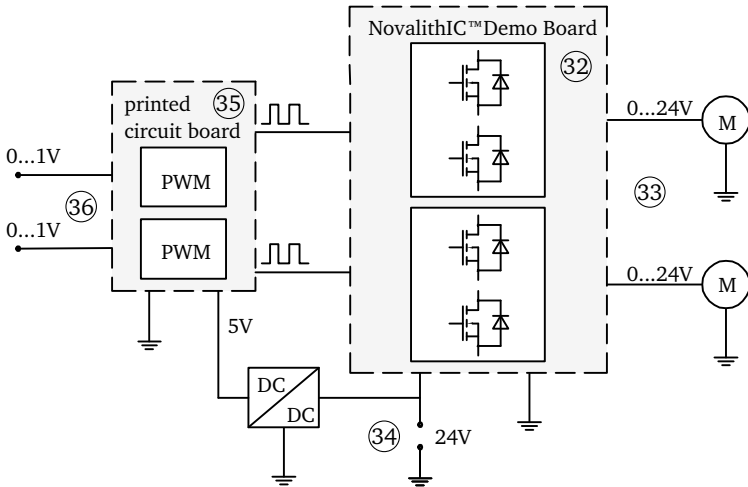 NovalithIC™Demo Board
32
printed
circuit board
35
0...1V
PWM
36
0...1V
PWM
0...24V
M
33
0...24V
M
5V
DC
DC
34
24V